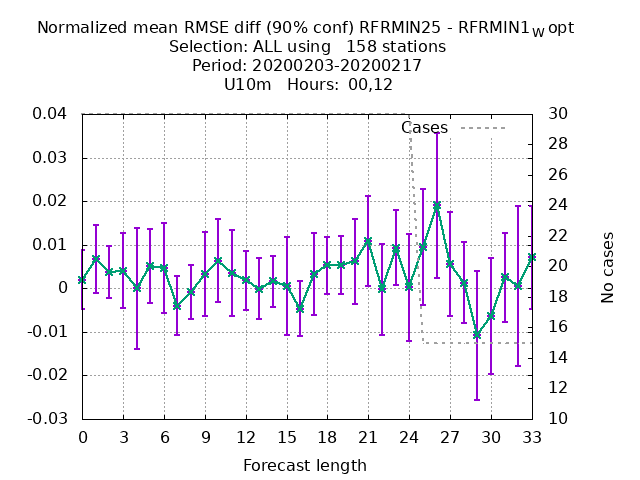 Normalized mean RMSE diff (90% conf) RFRMIN25 - RFRMIN1w opt
Selection: ALL using   158 stations
Period: 20200203-20200217
U10m   Hours:  00,12
Cases
0.04
0.03
0.02
0.01
0
-0.01
-0.02
-0.03
30
28
26
24
22
20
18
16
14
12
10
No cases
0 3 6 9 12 15 18 21 24 27 30 33
Forecast length